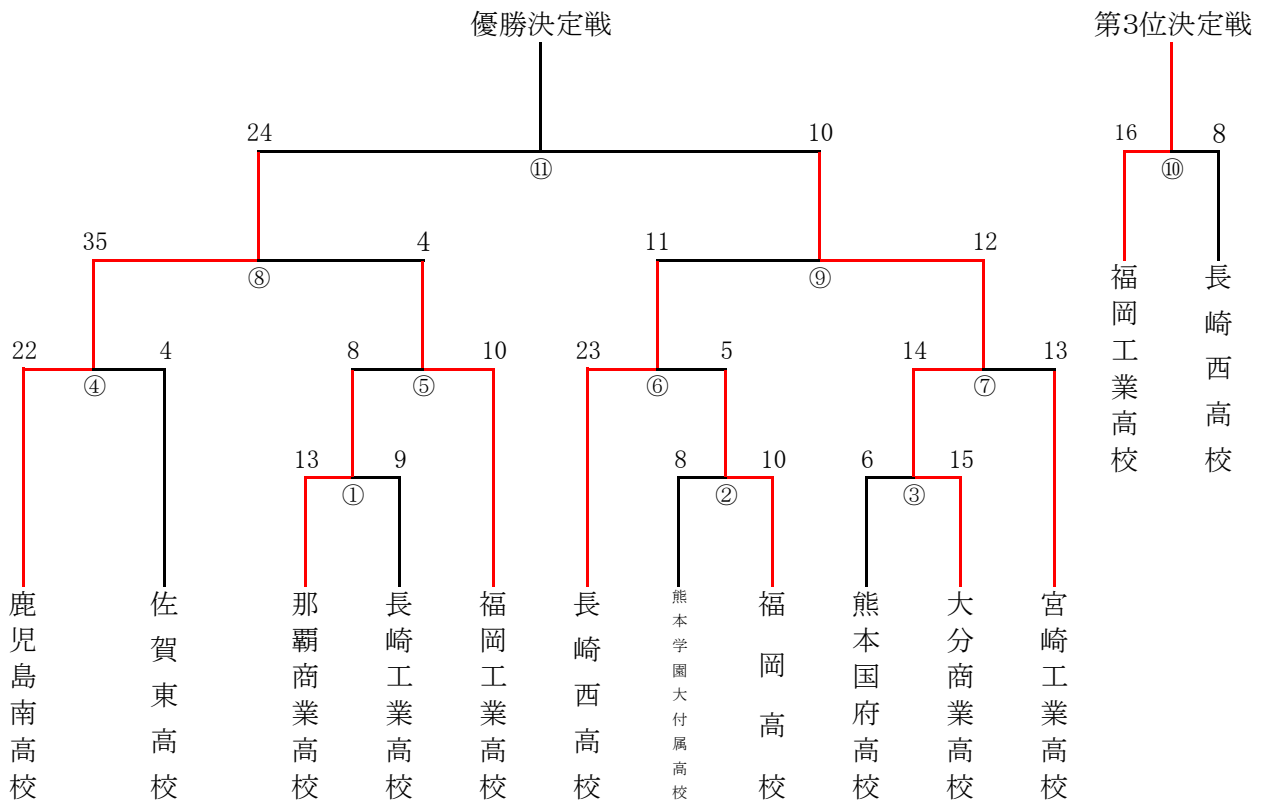 優勝決定戦
第3位決定戦
24
10
⑪
16
8
⑩
35
4
⑧
11
12
⑨
福岡工業高校
長崎西高校
22
4
④
8
10
⑤
23
5
⑥
14
13
⑦
13
9
①
8
10
②
6
15
③
鹿児島南高校
佐賀東高校
那覇商業高校
長崎工業高校
福岡工業高校
長崎西高校
熊本学園大付属高校
福岡高校
熊本国府高校
大分商業高校
宮崎工業高校